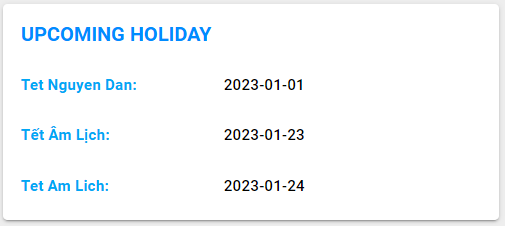 UPCOMING HOLIDAY
Tet Nguyen Dan: 2023-01-01
Tết Âm Lịch: 2023-01-23
Tet Am Lich: 2023-01-24